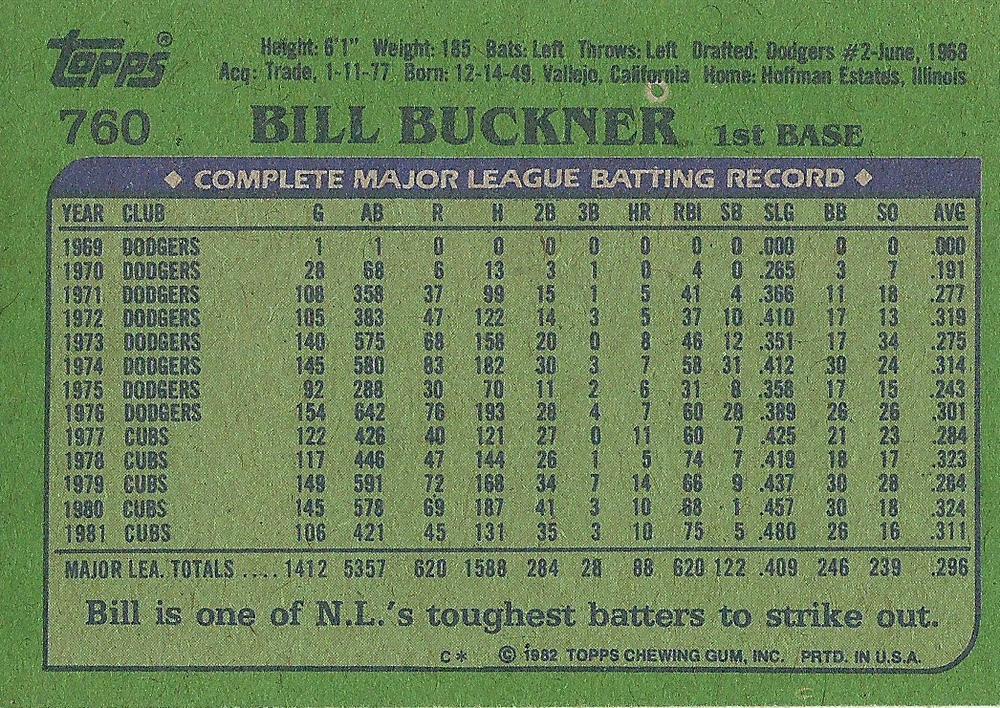 Topps®
Height: 6'1" Weight: 185 Bats: Left Throws: Left Drafted: Dodgers #2-June, 1968
Acq: Trade, 1-11-77 Born: 12-14-49, Vallejo, California Home: Hoffman Estates, Illinois
760 BILL BUCKNER 1st BASE
◆ COMPLETE MAJOR LEAGUE BATTING RECORD ◆
YEAR CLUB G AB R H 2B 3B HR RBI SB SLG BB SO AVG
1969 DODGERS 1 1 0 0 0 0 0 0 0 .000 0 0 .000
1970 DODGERS 28 68 6 13 3 1 0 4 0 .265 3 7 .191
1971 DODGERS 108 358 37 99 15 1 5 41 4 .366 11 18 .277
1972 DODGERS 105 383 47 122 14 3 5 37 10 .410 17 13 .319
1973 DODGERS 140 575 68 158 20 0 8 46 12 .351 17 34 .275
1974 DODGERS 145 580 83 182 30 3 7 58 31 .412 30 24 .314
1975 DODGERS 92 288 30 70 11 2 6 31 8 .358 17 15 .243
1976 DODGERS 154 642 76 193 28 4 7 60 28 .389 26 26 .301
1977 CUBS 122 426 40 121 27 0 11 60 7 .425 21 23 .284
1978 CUBS 117 446 47 144 26 1 5 74 7 .419 18 17 .323
1979 CUBS 149 591 72 168 34 7 14 66 9 .437 30 28 .284
1980 CUBS 145 578 69 187 41 3 10 68 1 .457 30 18 .324
1981 CUBS 106 421 45 131 35 3 10 75 5 .480 26 16 .311
MAJOR LEA. TOTALS .... 1412 5357 620 1588 284 28 88 620 122 .409 246 239 .296
Bill is one of N.L.'s toughest batters to strike out.
C* © 1982 TOPPS CHEWING GUM, INC. PRTD. IN U.S.A.